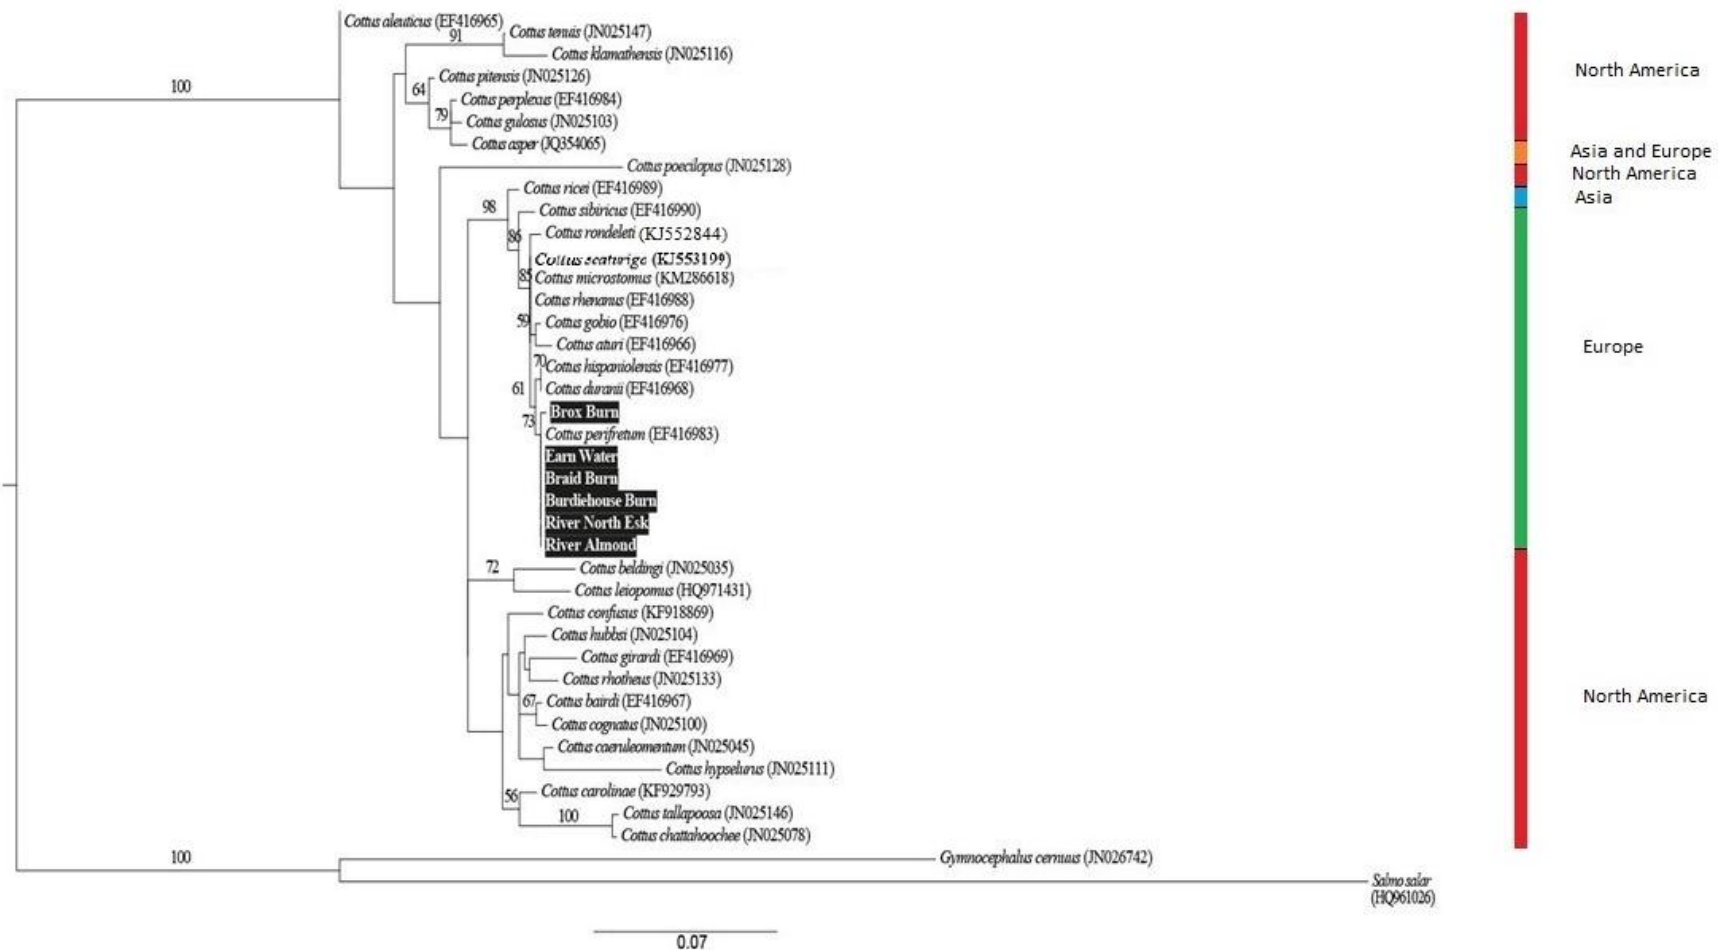 Cottus aleuticus (EF416965)
Cottus tenuis (JN025147)
91
Cottus klamathensis (JN025116)
Cottus pitensis (JN025126)
North America
100
64
Cottus perplexus (EF416984)
79
Cottus gulosus (JN025103)
Cottus asper (JQ354065)
Asia and Europe
Cottus poecilopus (JN025128)
North America
Cottus ricei (EF416989)
Asia
98
Cottus sibiricus (EF416990)
86
Cottus rondeleti (KJ552844)
Cottus scaturigo (KJ553199)
85
Cottus microstomus (KM286618)
Cottus rhenanus (EF416988)
59
Cottus gobio (EF416976)
Cottus aturi (EF416966)
Europe
70
Cottus hispaniolensis (EF416977)
61
Cottus duranii (EF416968)
Brox Burn
73
Cottus perifretum (EF416983)
Earn Water
Braid Burn
Burdiehouse Burn
River North Esk
River Almond
72
Cottus beldingi (JN025035)
Cottus leiopomus (HQ971431)
Cottus confusus (KF918869)
Cottus hubbsi (JN025104)
Cottus girardi (EF416969)
Cottus rhotheus (JN025133)
67
Cottus bairdi (EF416967)
North America
Cottus cognatus (JN025100)
Cottus caeruleomentum (JN025045)
Cottus hypselurus (JN025111)
56
Cottus carolinae (KF929793)
100
Cottus tallapoosa (JN025146)
Cottus chattahoochee (JN025078)
100
Gymnocephalus cernuus (JN026742)
Salmo salar
(HQ961026)
0.07